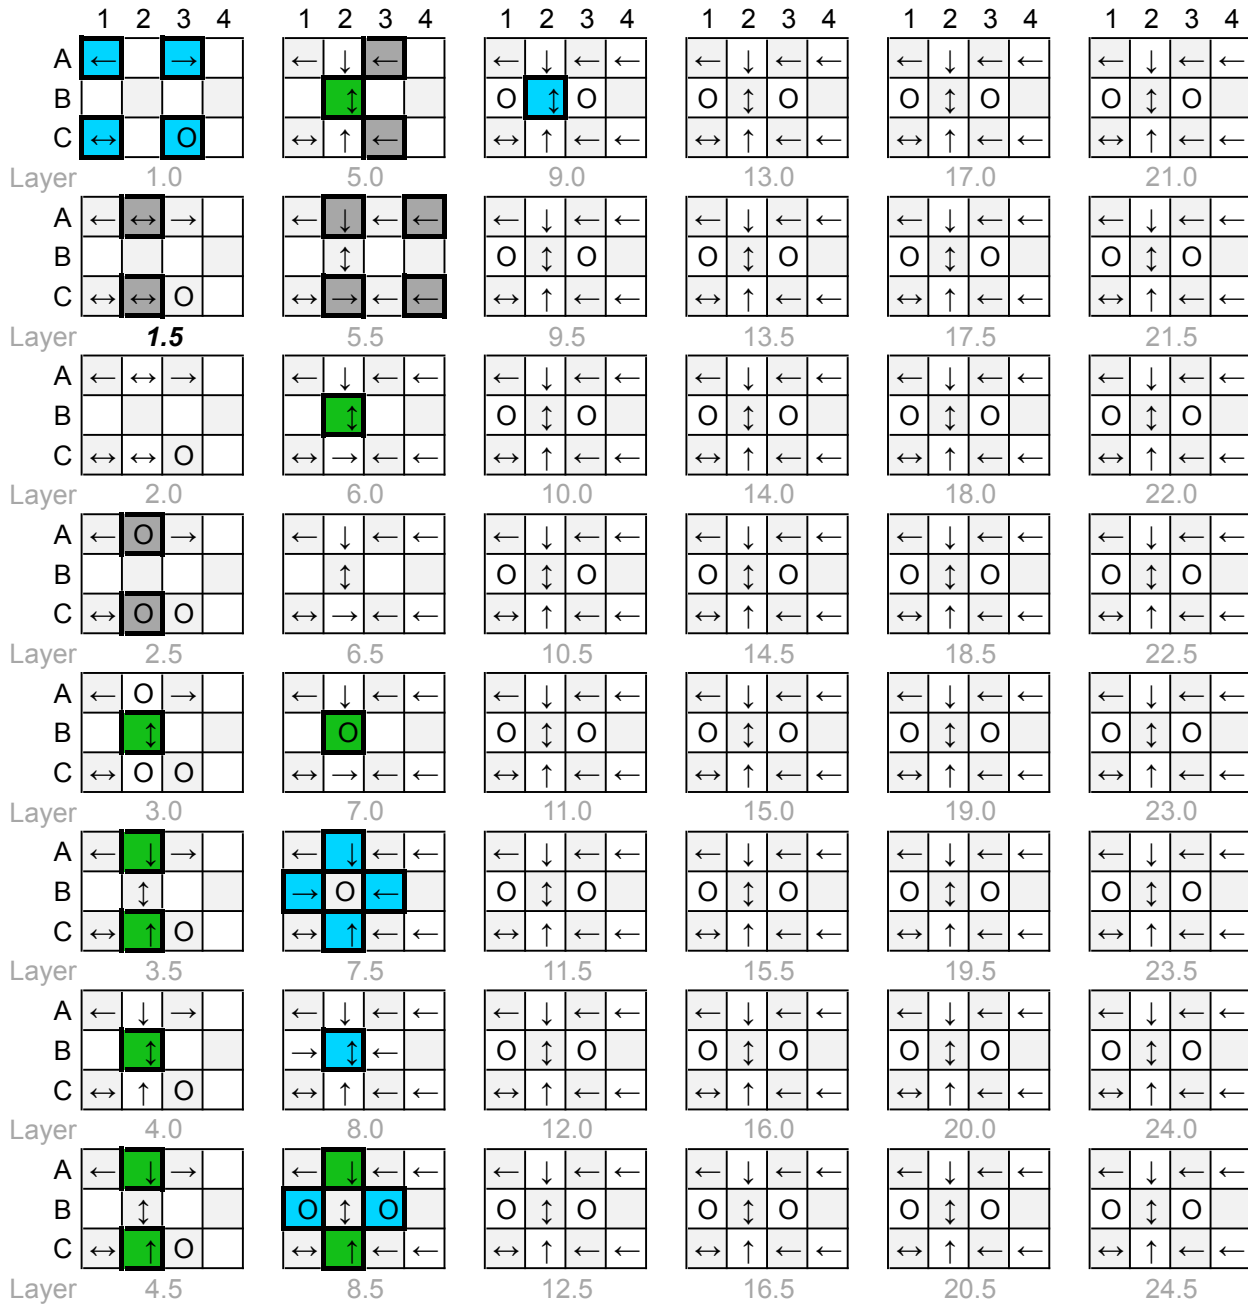 1 2 3 4 1 2 3 4 1 2 3 4 1 2 3 4 1 2 3 4 1 2 3 4
A ← → ← ↓ ← ← ↓ ← ← ← ↓ ← ← ← ↓ ← ← ← ↓ ← ←
B ↕ O ↕ O O ↕ O O ↕ O O ↕ O
C ↔ O ↔ ↑ ← ↔ ↑ ← ← ↔ ↑ ← ← ↔ ↑ ← ← ↔ ↑ ← ←
Layer 1.0 5.0 9.0 13.0 17.0 21.0
A ← ↔ → ← ↓ ← ← ← ↓ ← ← ← ↓ ← ← ← ↓ ← ← ← ↓ ← ←
B ↕ O ↕ O O ↕ O O ↕ O O ↕ O
C ↔ ↔ O ↔ → ← ← ↔ ↑ ← ← ↔ ↑ ← ← ↔ ↑ ← ← ↔ ↑ ← ←
Layer 1.5 5.5 9.5 13.5 17.5 21.5
A ← ↔ → ← ↓ ← ← ← ↓ ← ← ← ↓ ← ← ← ↓ ← ← ← ↓ ← ←
B ↕ O ↕ O O ↕ O O ↕ O O ↕ O
C ↔ ↔ O ↔ → ← ← ↔ ↑ ← ← ↔ ↑ ← ← ↔ ↑ ← ← ↔ ↑ ← ←
Layer 2.0 6.0 10.0 14.0 18.0 22.0
A ← O → ← ↓ ← ← ← ↓ ← ← ← ↓ ← ← ← ↓ ← ← ← ↓ ← ←
B ↕ O ↕ O O ↕ O O ↕ O O ↕ O
C ↔ O O ↔ → ← ← ↔ ↑ ← ← ↔ ↑ ← ← ↔ ↑ ← ← ↔ ↑ ← ←
Layer 2.5 6.5 10.5 14.5 18.5 22.5
A ← O → ← ↓ ← ← ← ↓ ← ← ← ↓ ← ← ← ↓ ← ← ← ↓ ← ←
B ↕ O O ↕ O O ↕ O O ↕ O O ↕ O
C ↔ O O ↔ → ← ← ↔ ↑ ← ← ↔ ↑ ← ← ↔ ↑ ← ← ↔ ↑ ← ←
Layer 3.0 7.0 11.0 15.0 19.0 23.0
A ← ↓ → ← ↓ ← ← ← ↓ ← ← ← ↓ ← ← ← ↓ ← ← ← ↓ ← ←
B ↕ → O ← O ↕ O O ↕ O O ↕ O O ↕ O
C ↔ ↑ O ↔ ↑ ← ← ↔ ↑ ← ← ↔ ↑ ← ← ↔ ↑ ← ← ↔ ↑ ← ←
Layer 3.5 7.5 11.5 15.5 19.5 23.5
A ← ↓ → ← ↓ ← ← ← ↓ ← ← ← ↓ ← ← ← ↓ ← ← ← ↓ ← ←
B ↕ → ↕ ← O ↕ O O ↕ O O ↕ O O ↕ O
C ↔ ↑ O ↔ ↑ ← ← ↔ ↑ ← ← ↔ ↑ ← ← ↔ ↑ ← ← ↔ ↑ ← ←
Layer 4.0 8.0 12.0 16.0 20.0 24.0
A ← ↓ → ← ↓ ← ← ← ↓ ← ← ← ↓ ← ← ← ↓ ← ← ← ↓ ← ←
B ↕ O ↕ O O ↕ O O ↕ O O ↕ O O ↕ O
C ↔ ↑ O ↔ ↑ ← ← ↔ ↑ ← ← ↔ ↑ ← ← ↔ ↑ ← ← ↔ ↑ ← ←
Layer 4.5 8.5 12.5 16.5 20.5 24.5